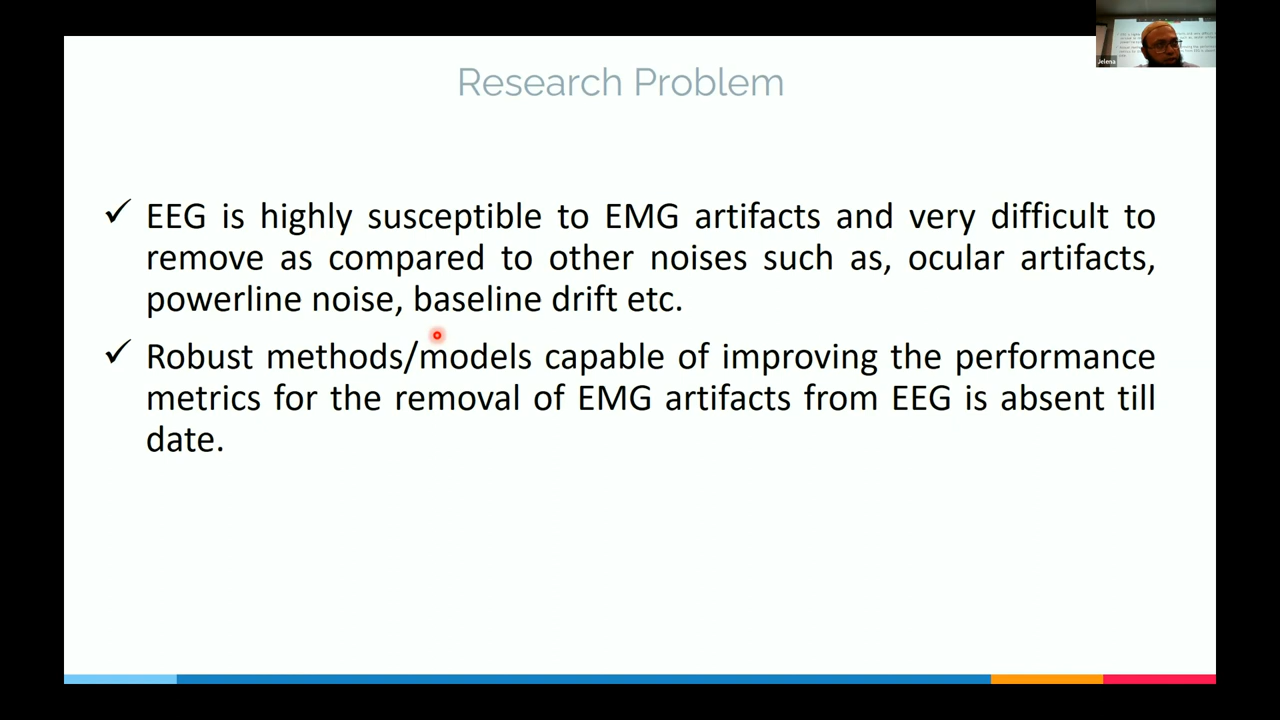 Research Problem
Jelena
✓ EEG is highly susceptible to EMG artifacts and very difficult to
remove as compared to other noises such as, ocular artifacts,
powerline noise, baseline drift etc.
✓ Robust methods/models capable of improving the performance
metrics for the removal of EMG artifacts from EEG is absent till
date.